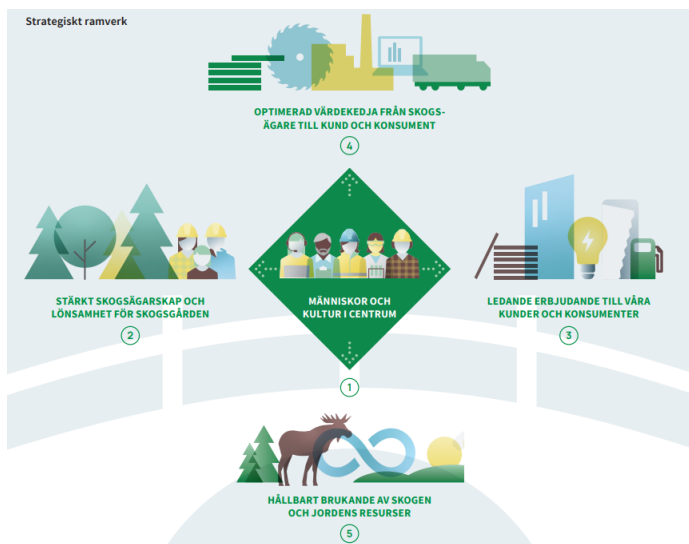 Strategiskt ramverk
OPTIMERAD VÄRDEKEDJA FRÅN SKOGS-
ÄGARE TILL KUND OCH KONSUMENT
4
STÄRKT SKOGSÄGARSKAP OCH
LÖNSAMHET FÖR SKOGSGÅRDEN
2
MÄNNISKOR OCH
KULTUR I CENTRUM
1
LEDANDE ERBJUDANDE TILL VÅRA
KUNDER OCH KONSUMENTER
3
HÅLLBART BRUKANDE AV SKOGEN
OCH JORDENS RESURSER
5